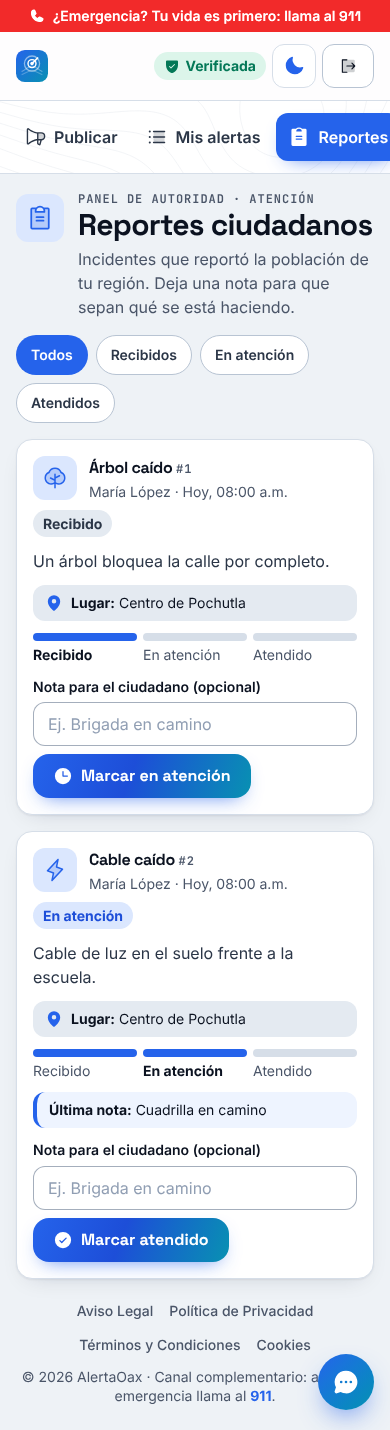 ¿Emergencia? Tu vida es primero: llama al 911
Verificada
Publicar
Mis alertas
Reportes
PANEL DE AUTORIDAD · ATENCIÓN
Reportes ciudadanos
Incidentes que reportó la población de
tu región. Deja una nota para que
sepan qué se está haciendo.
Todos
Recibidos
En atención
Atendidos
Árbol caído #1
María López · Hoy, 08:00 a.m.
Recibido
Un árbol bloquea la calle por completo.
Lugar: Centro de Pochutla
Recibido
En atención
Atendido
Nota para el ciudadano (opcional)
Ej. Brigada en camino
Marcar en atención
Cable caído #2
María López · Hoy, 08:00 a.m.
En atención
Cable de luz en el suelo frente a la
escuela.
Lugar: Centro de Pochutla
Recibido
En atención
Atendido
Última nota: Cuadrilla en camino
Nota para el ciudadano (opcional)
Ej. Brigada en camino
Marcar atendido
Aviso Legal
Política de Privacidad
Términos y Condiciones
Cookies
© 2026 AlertaOax · Canal complementario:
emergencia llama al 911.